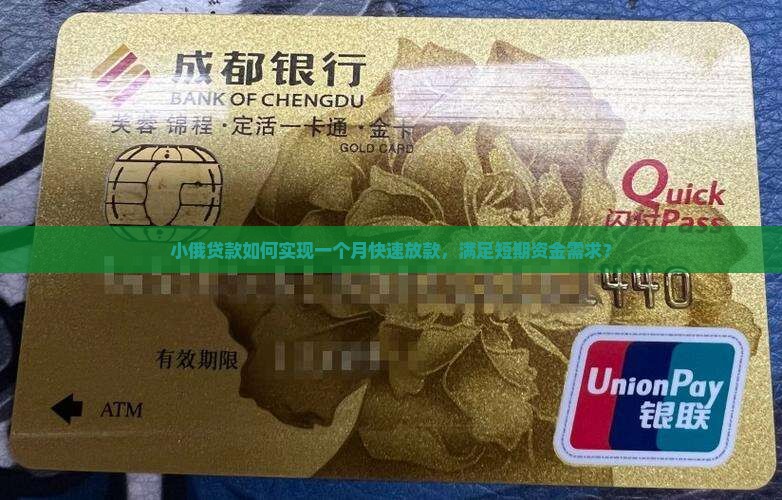 成都银行
BANK OF CHENGDU
芙蓉 锦程·定活一卡通·金卡
GOLD CARD
Quick
闪付Pass
小俄贷款如何实现一个月快速放款，满足短期资金需求？
1440
有效期限
ATM
UnionPay
银联